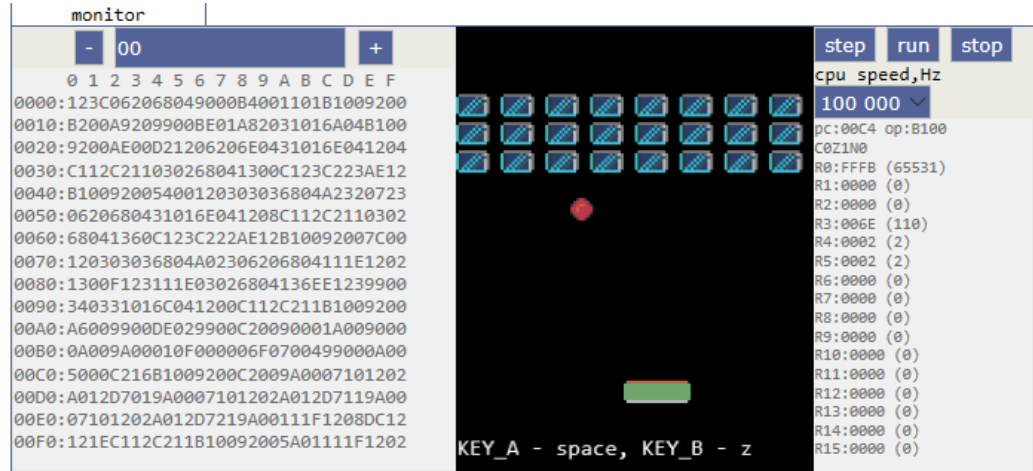 monitor
- 00 +
0 1 2 3 4 5 6 7 8 9 A B C D E F
0000:123C062068049000B4001101B1009200
0010:B200A9209900BE01A82031016A04B100
0020:9200AE00D21206206E0431016E041204
0030:C112C211030268041300C123C223AE12
0040:B10092005400120303036804A2320723
0050:0620680431016E041208C112C2110302
0060:68041360C123C222AE12B10092007C00
0070:120303036804A02306206804111E1202
0080:1300F123111E03026804136EE1239900
0090:340331016C041200C112C211B1009200
00A0:A6009900DE029900C20090001A009000
00B0:0A009A00010F000006F0700499000A00
00C0:5000C216B1009200C2009A0007101202
00D0:A012D7019A0007101202A012D7119A00
00E0:07101202A012D7219A00111F1208DC12
00F0:121EC112C211B10092005A01111F1202
KEY_A - space, KEY_B - z
step run stop
cpu speed,Hz
100 000
pc:00C4 op:B100
C0Z1N0
R0:FFFB (65531)
R1:0000 (0)
R2:0000 (0)
R3:006E (110)
R4:0002 (2)
R5:0002 (2)
R6:0000 (0)
R7:0000 (0)
R8:0000 (0)
R9:0000 (0)
R10:0000 (0)
R11:0000 (0)
R12:0000 (0)
R13:0000 (0)
R14:0000 (0)
R15:0000 (0)